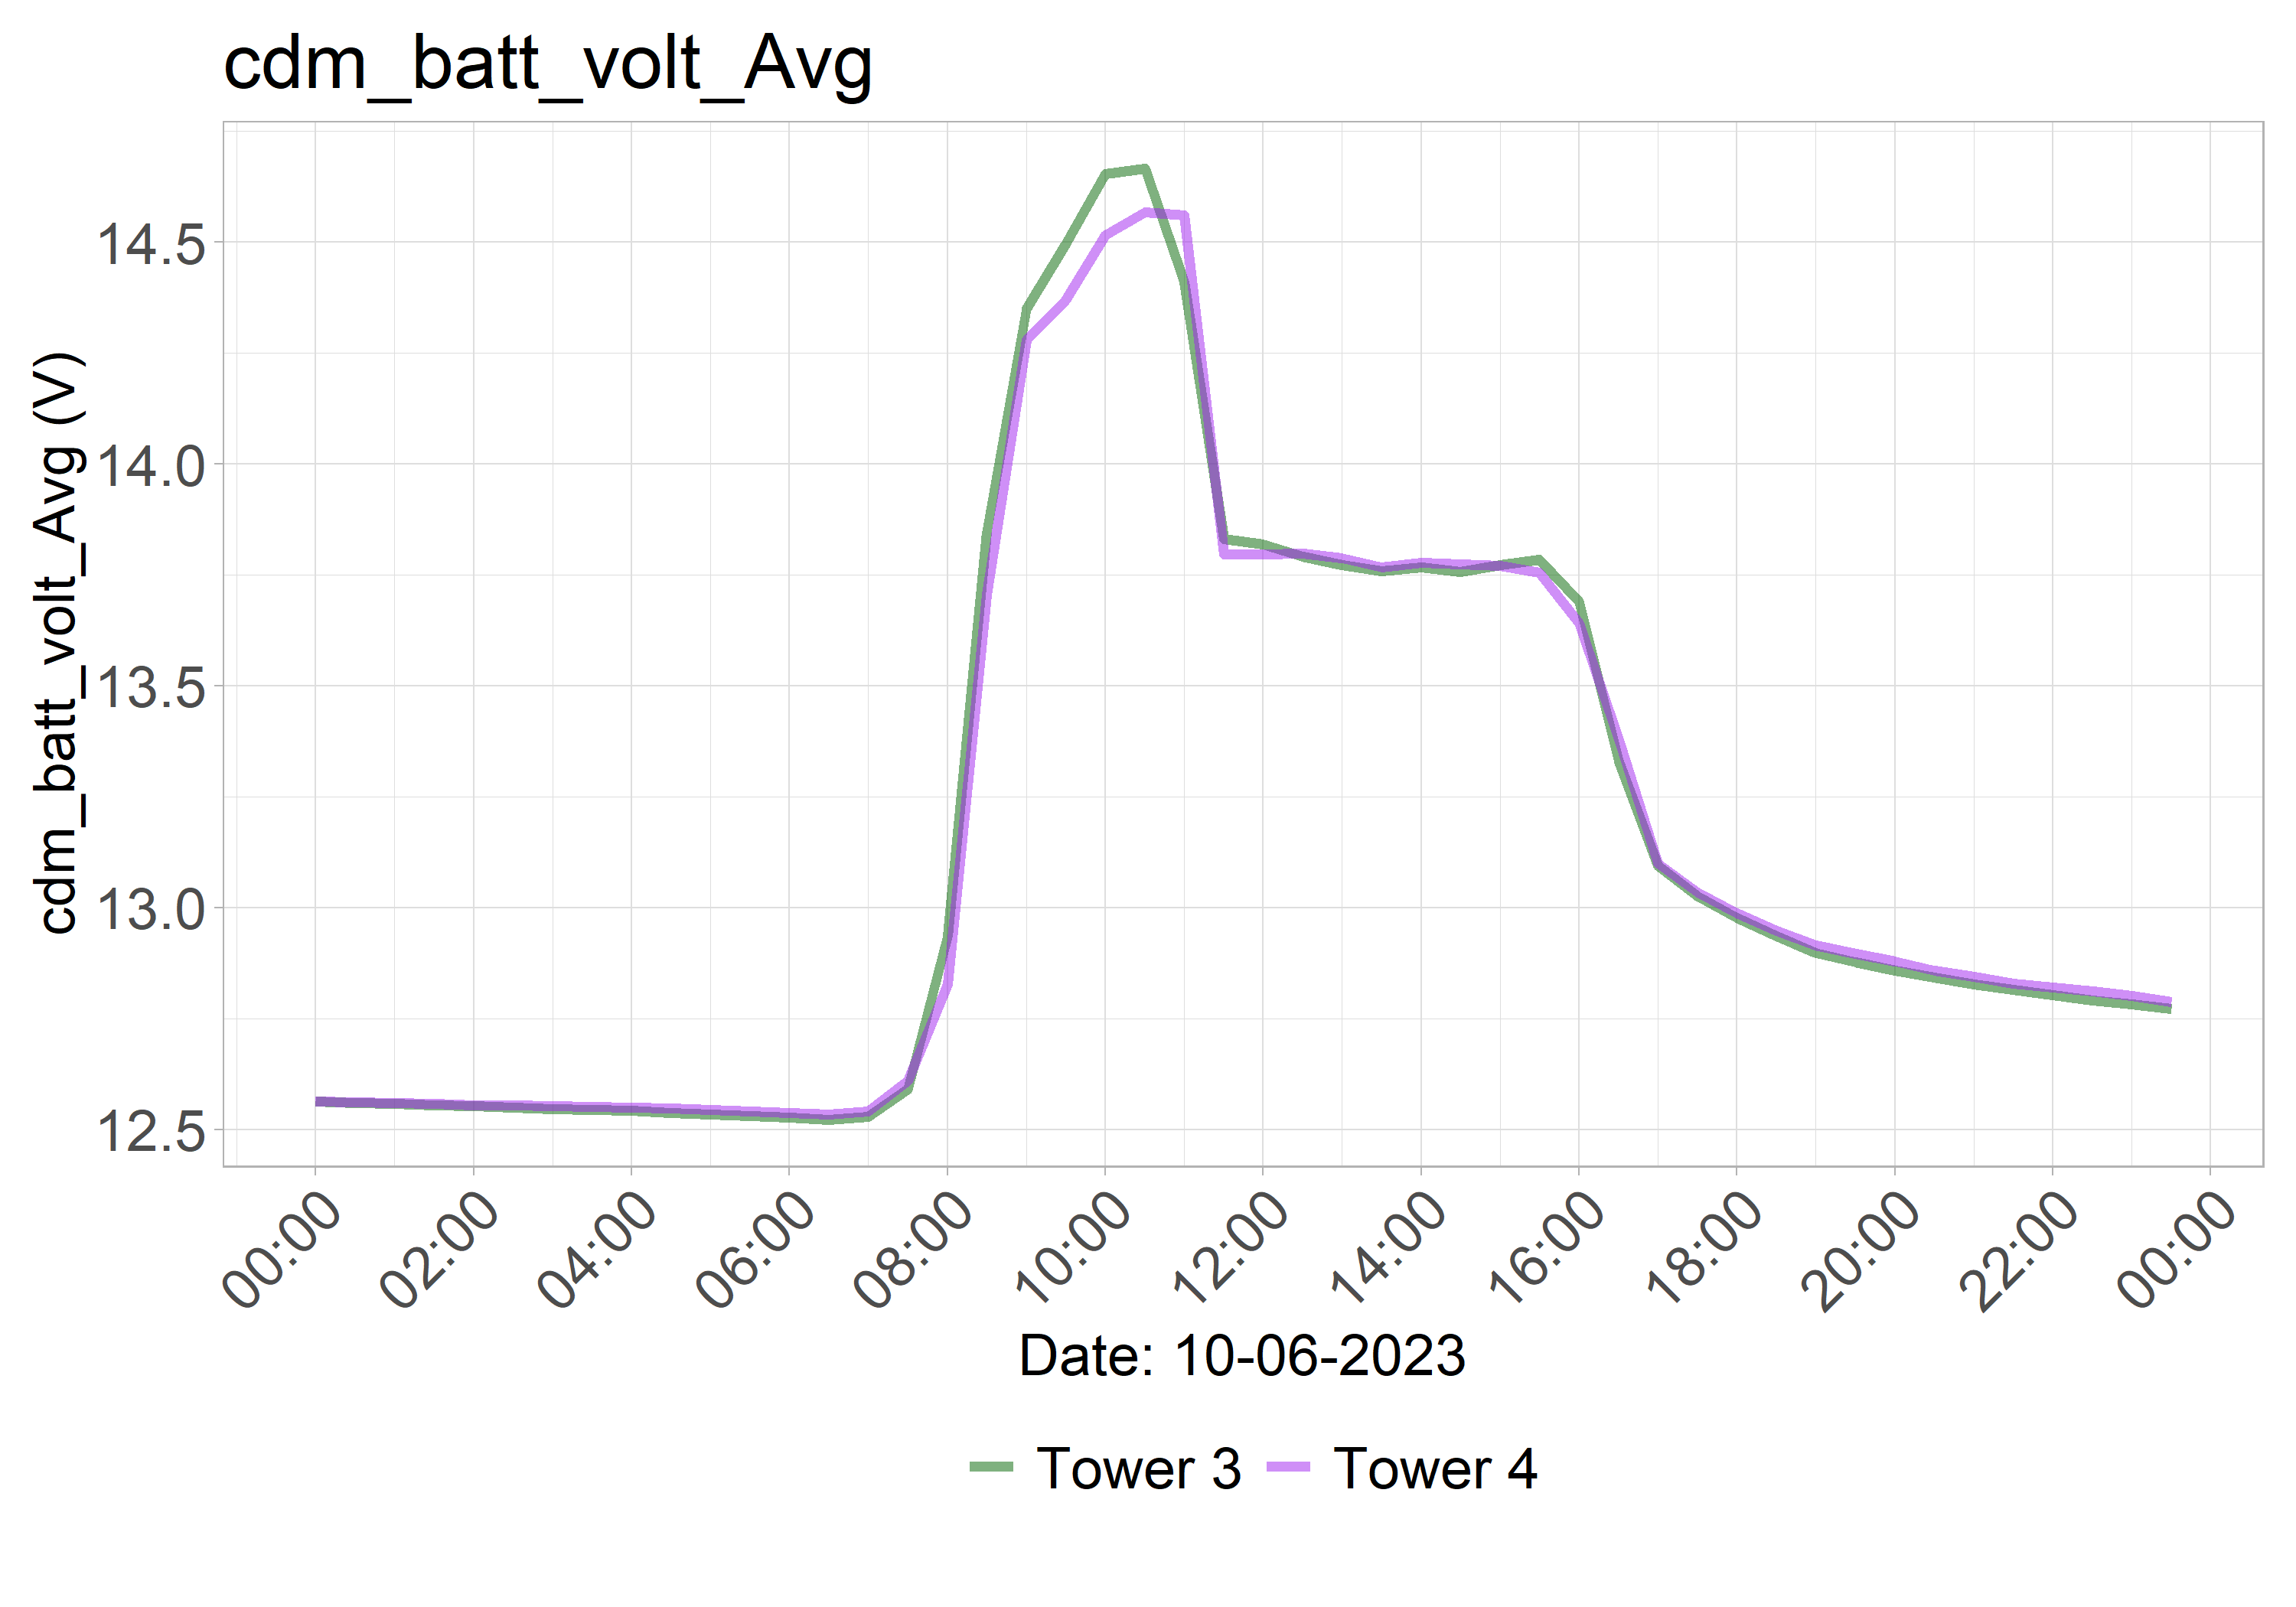 cdm_batt_volt_Avg
cdm_batt_volt_Avg (V)
14.5
14.0
13.5
13.0
12.5
00:00 02:00 04:00 06:00 08:00 10:00 12:00 14:00 16:00 18:00 20:00 22:00 00:00
Date: 10-06-2023
Tower 3 Tower 4